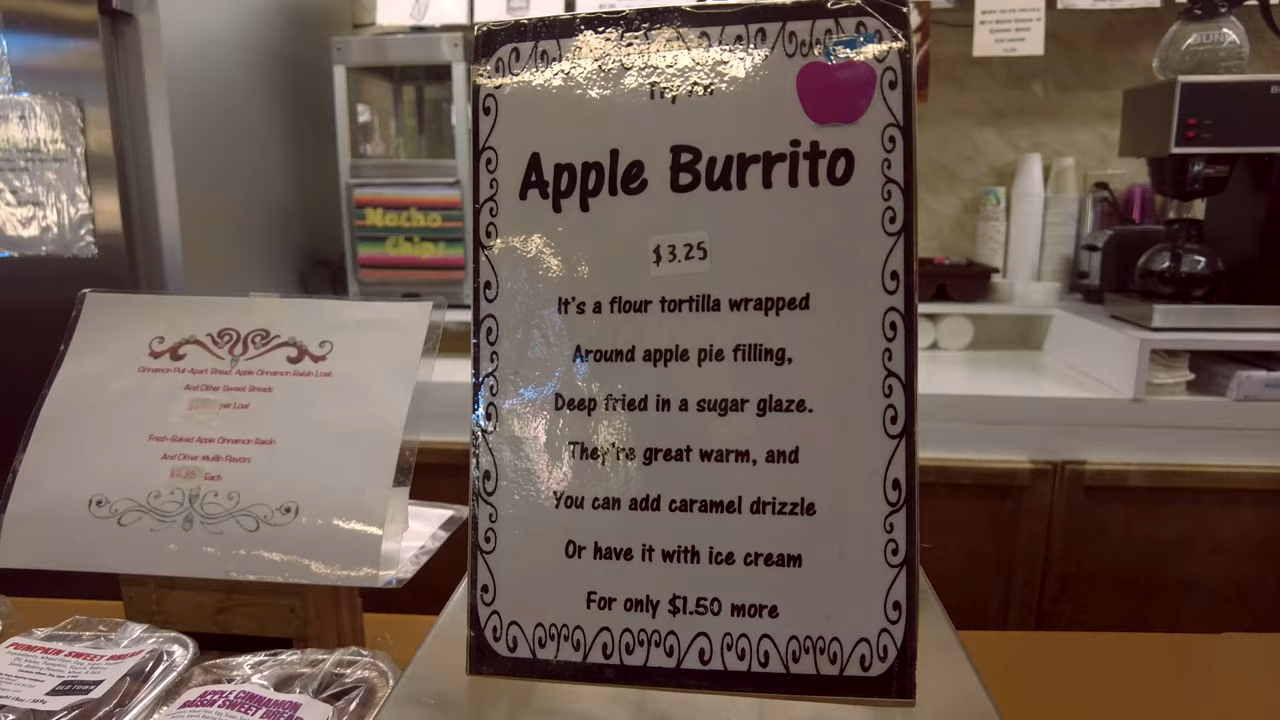 Apple Burrito
$3.25
It's a flour tortilla wrapped
Around apple pie filling,
Deep fried in a sugar glaze.
They're great warm, and
You can add caramel drizzle
Or have it with ice cream
For only $1.50 more
Nacho
Chips
Cinnamon Pull-Apart Bread, Apple Cinnamon Raisin Loaf,
And Other Sweet Breads
per Loaf
Fresh-Baked Apple Cinnamon Raisin
And Other Muffin Flavors
Each
PUMPKIN SWEET BREAD
OLD TOWN
APPLE CINNAMON
RAISIN SWEET BREAD
BUNN